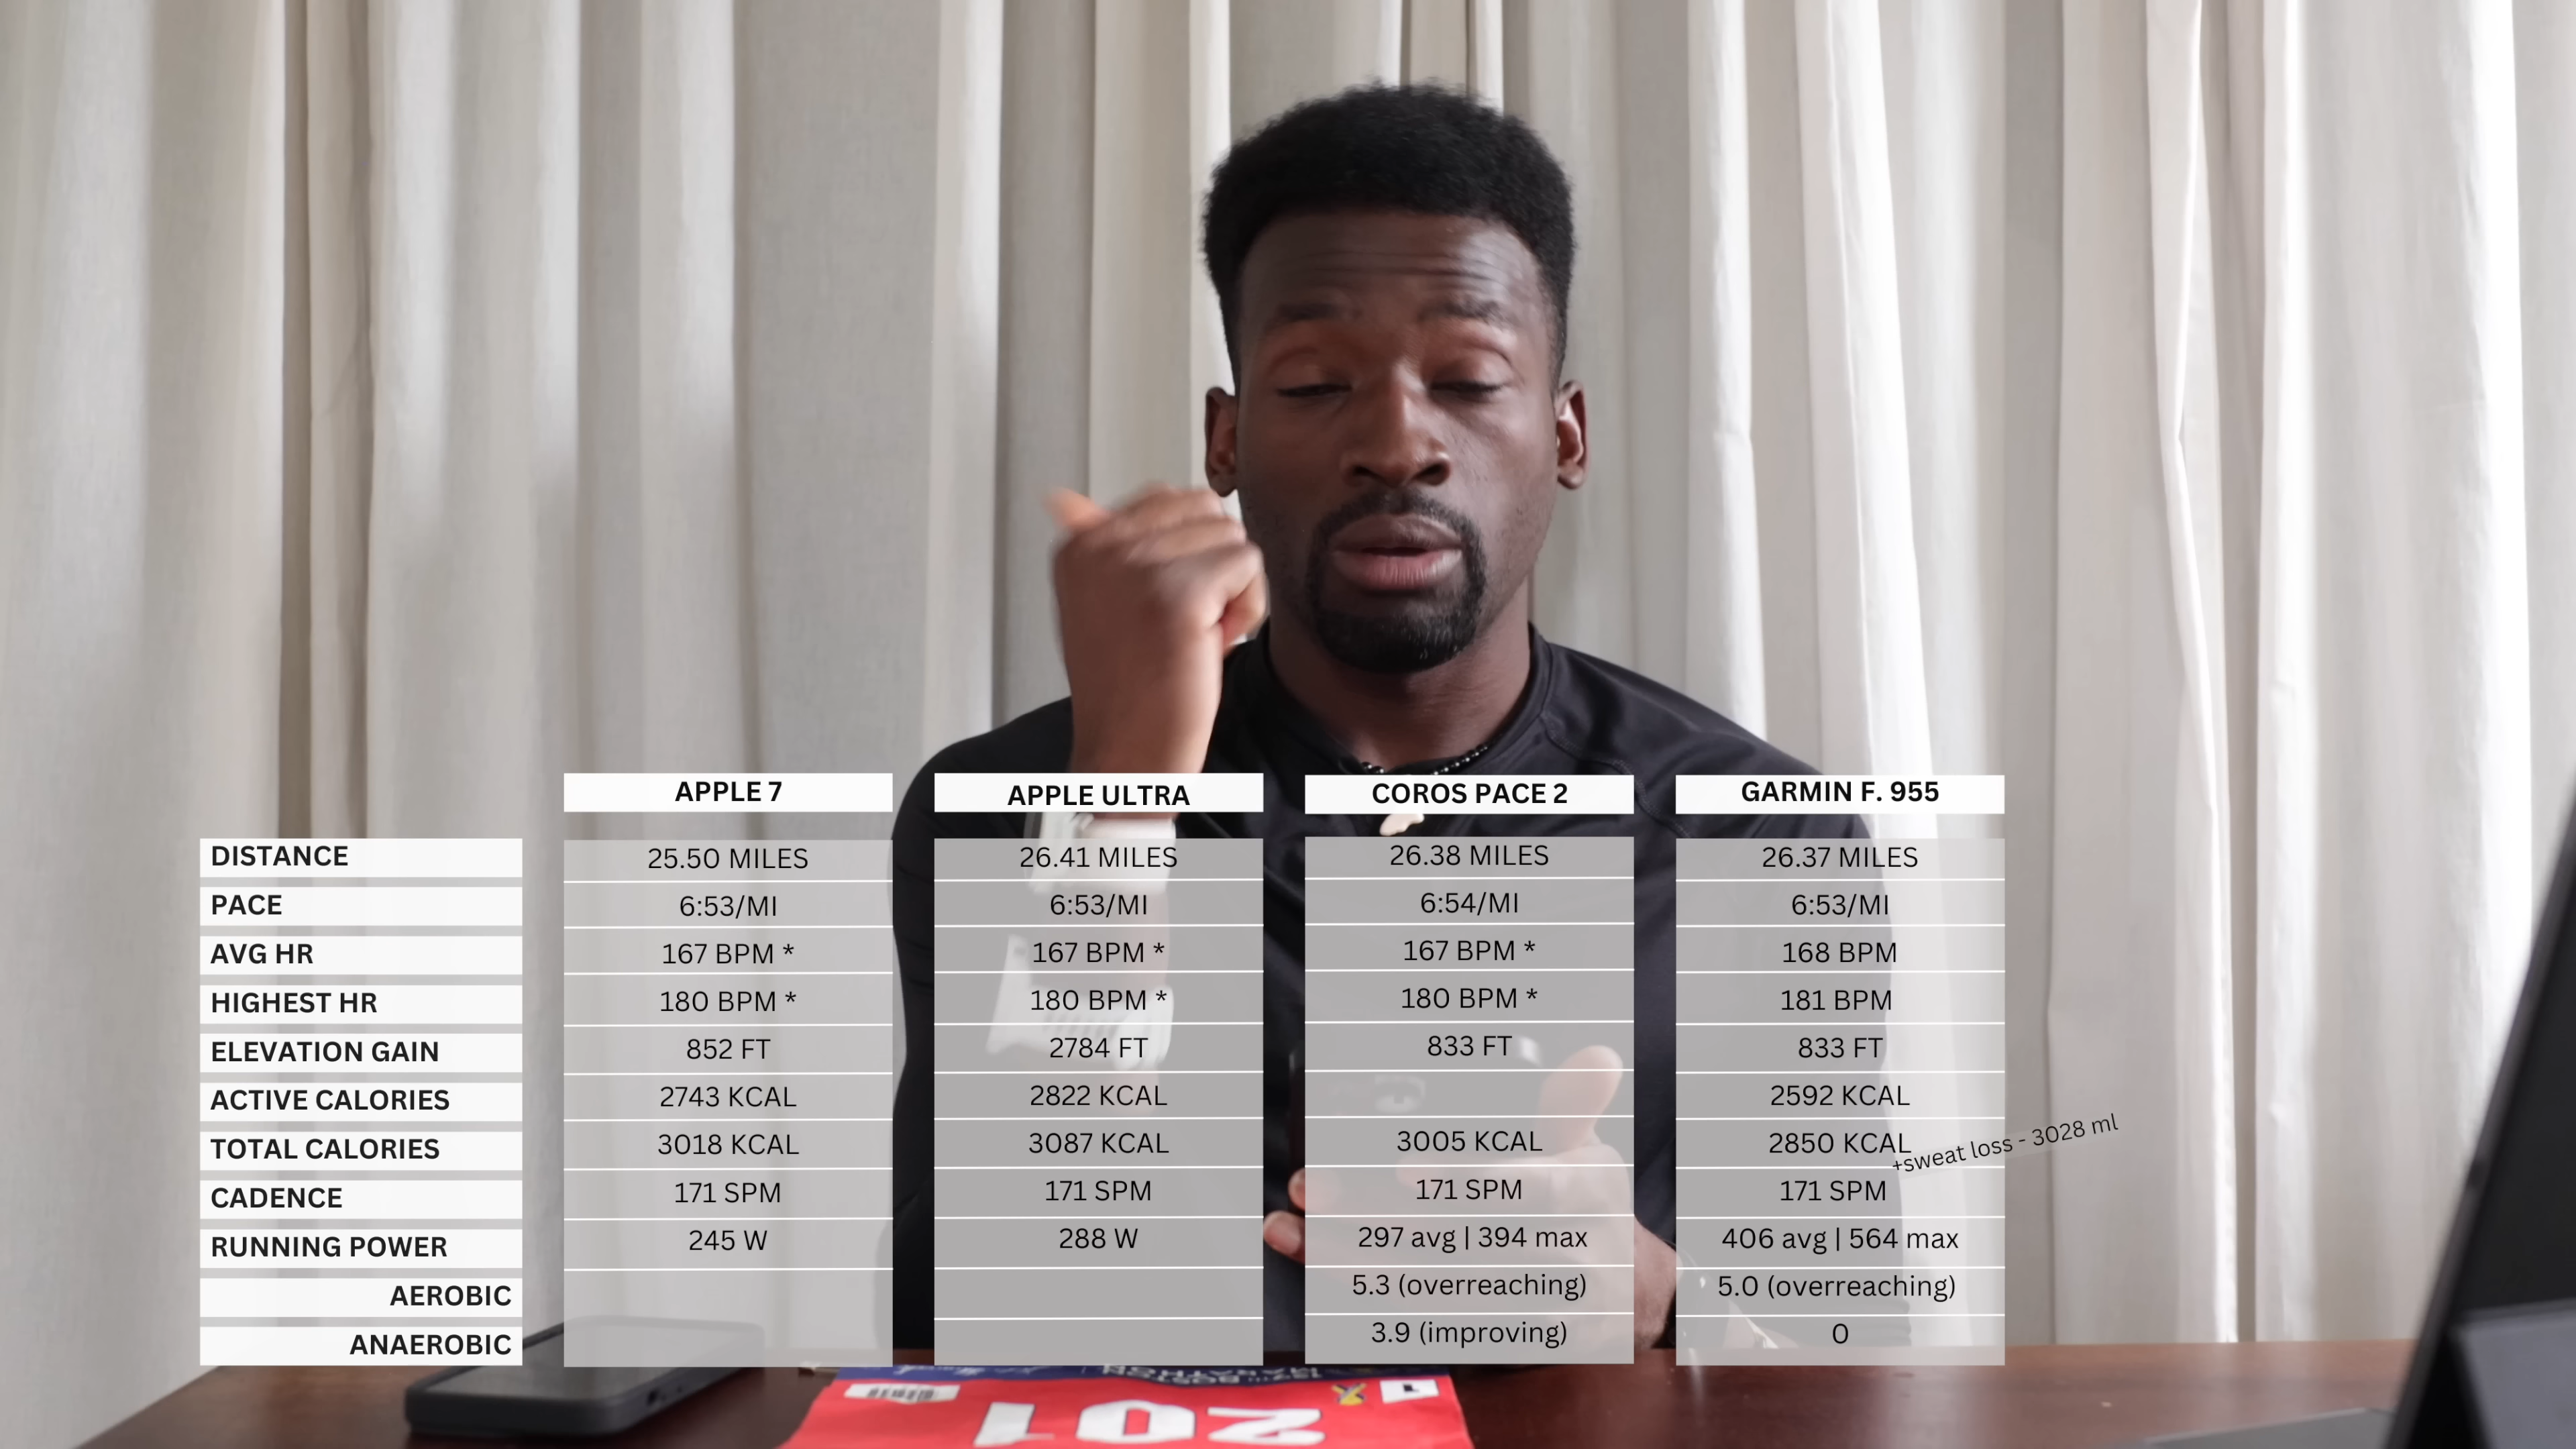 APPLE 7 APPLE ULTRA COROS PACE 2 GARMIN F. 955
DISTANCE 25.50 MILES 26.41 MILES 26.38 MILES 26.37 MILES
PACE 6:53/MI 6:53/MI 6:54/MI 6:53/MI
AVG HR 167 BPM * 167 BPM * 167 BPM * 168 BPM
HIGHEST HR 180 BPM * 180 BPM * 180 BPM * 181 BPM
ELEVATION GAIN 852 FT 2784 FT 833 FT 833 FT
ACTIVE CALORIES 2743 KCAL 2822 KCAL 2592 KCAL
TOTAL CALORIES 3018 KCAL 3087 KCAL 3005 KCAL 2850 KCAL
+sweat loss - 3028 ml
CADENCE 171 SPM 171 SPM 171 SPM 171 SPM
RUNNING POWER 245 W 288 W 297 avg | 394 max 406 avg | 564 max
AEROBIC 5.3 (overreaching) 5.0 (overreaching)
ANAEROBIC 3.9 (improving) 0
BOSTON
MARATHON
201